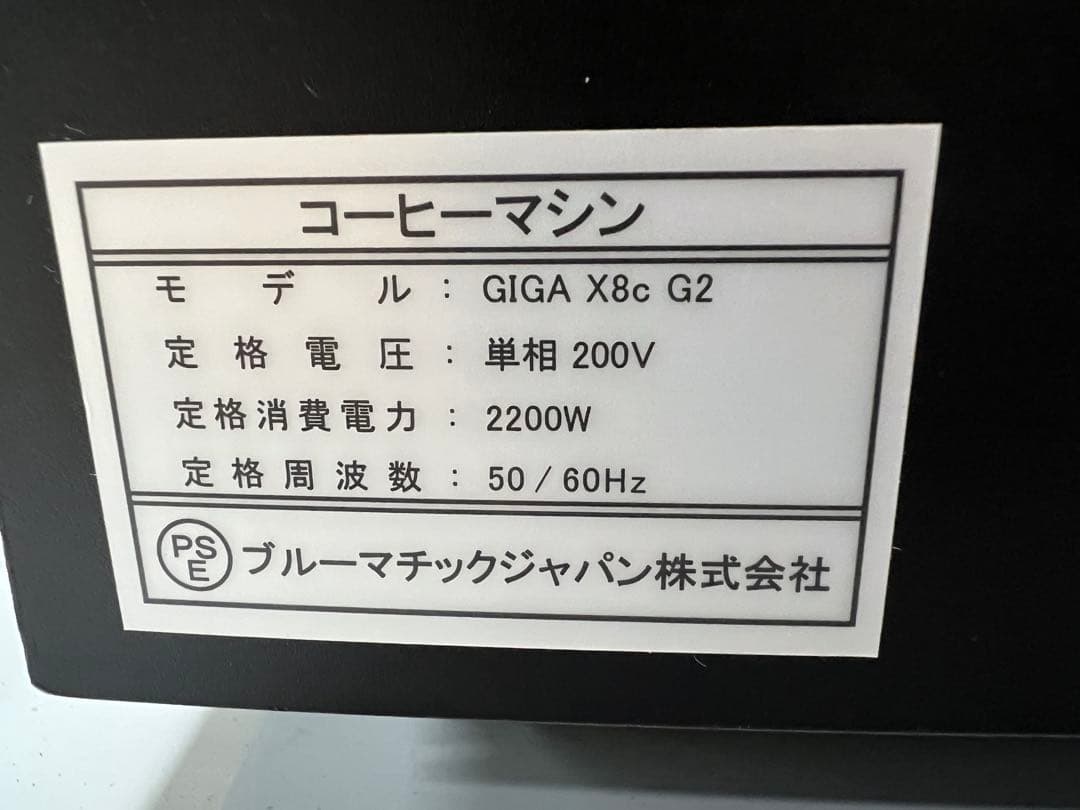 コーヒーマシン
モデル：GIGA X8c G2
定格電圧：単相 200V
定格消費電力：2200W
定格周波数：50 / 60Hz
PSE ブルーマチックジャパン株式会社